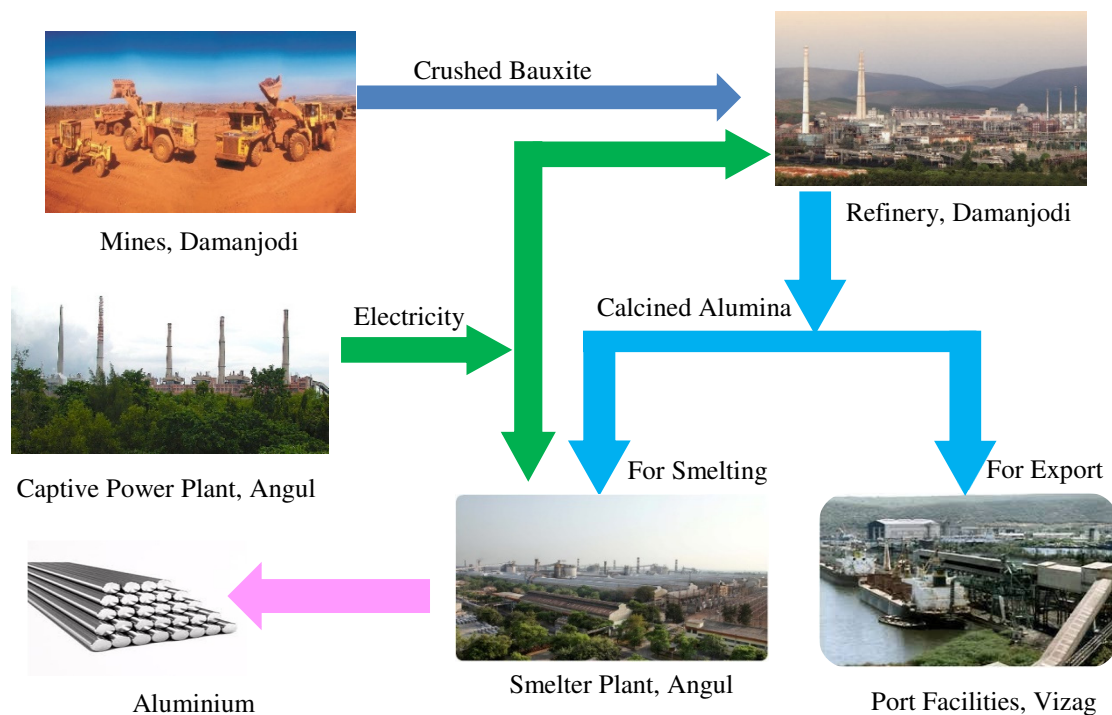 Crushed Bauxite
Mines, Damanjodi
Refinery, Damanjodi
Electricity
Calcined Alumina
Captive Power Plant, Angul
For Smelting
For Export
Aluminium
Smelter Plant, Angul
Port Facilities, Vizag